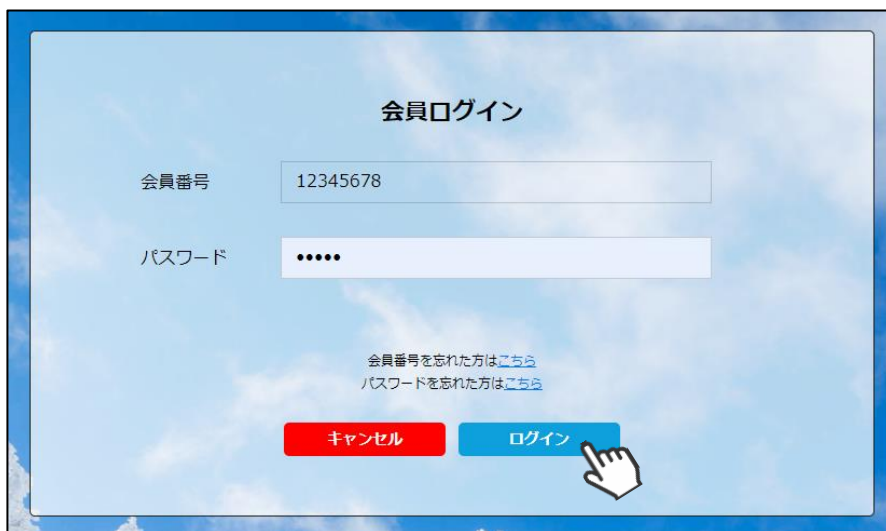 会員ログイン
会員番号 12345678
パスワード •••••
会員番号を忘れた方はこちら
パスワードを忘れた方はこちら
キャンセル ログイン